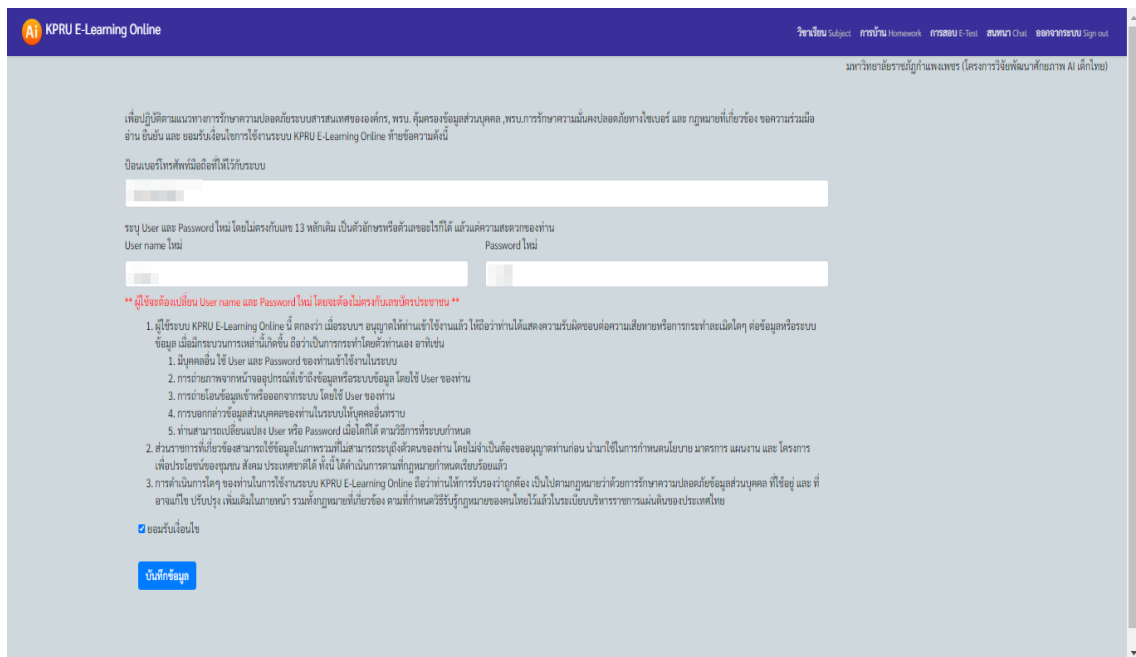 Ai KPRU E-Learning Online
วิชาเรียน Subject การบ้าน Homework การสอบ E-Test สนทนา Chat ออกจากระบบ Sign out
มหาวิทยาลัยราชภัฏกำแพงเพชร (โครงการวิจัยพัฒนาศักยภาพ AI เด็กไทย)
เพื่อปฏิบัติตามแนวทางการรักษาความปลอดภัยระบบสารสนเทศขององค์กร, พรบ. คุ้มครองข้อมูลส่วนบุคคล ,พรบ.การรักษาความมั่นคงปลอดภัยทางไซเบอร์ และ กฎหมายที่เกี่ยวข้อง ขอความร่วมมือ
อ่าน ยืนยัน และ ยอมรับเงื่อนไขการใช้งานระบบ KPRU E-Learning Online ท้ายข้อความดังนี้
ป้อนเบอร์โทรศัพท์มือถือที่ให้ไว้กับระบบ
ระบุ User และ Password ใหม่ โดยไม่ตรงกับเลข 13 หลักเดิม เป็นตัวอักษรหรือตัวเลขอะไรก็ได้ แล้วแต่ความสะดวกของท่าน
User name ใหม่ Password ใหม่
** ผู้ใช้จะต้องเปลี่ยน User name และ Password ใหม่ โดยจะต้องไม่ตรงกับเลขบัตรประชาชน **
1. ผู้ใช้ระบบ KPRU E-Learning Online นี้ ตกลงว่า เมื่อระบบฯ อนุญาตให้ท่านเข้าใช้งานแล้ว ให้ถือว่าท่านได้แสดงความรับผิดชอบต่อความเสียหายหรือการกระทำละเมิดใดๆ ต่อข้อมูลหรือระบบ
ข้อมูล เมื่อมีกระบวนการเหล่านี้เกิดขึ้น ถือว่าเป็นการกระทำโดยตัวท่านเอง อาทิเช่น
1. มีบุคคลอื่น ใช้ User และ Password ของท่านเข้าใช้งานในระบบ
2. การถ่ายภาพจากหน้าจออุปกรณ์ที่เข้าถึงข้อมูลหรือระบบข้อมูล โดยใช้ User ของท่าน
3. การถ่ายโอนข้อมูลเข้าหรือออกจากระบบ โดยใช้ User ของท่าน
4. การบอกกล่าวข้อมูลส่วนบุคคลของท่านในระบบให้บุคคลอื่นทราบ
5. ท่านสามารถเปลี่ยนแปลง User หรือ Password เมื่อใดก็ได้ ตามวิธีการที่ระบบกำหนด
2. ส่วนราชการที่เกี่ยวข้องสามารถใช้ข้อมูลในภาพรวมที่ไม่สามารถระบุถึงตัวตนของท่าน โดยไม่จำเป็นต้องขออนุญาตท่านก่อน นำมาใช้ในการกำหนดนโยบาย มาตรการ แผนงาน และ โครงการ
เพื่อประโยชน์ของชุมชน สังคม ประเทศชาติได้ ทั้งนี้ ได้ดำเนินการตามที่กฎหมายกำหนดเรียบร้อยแล้ว
3. การดำเนินการใดๆ ของท่านในการใช้งานระบบ KPRU E-Learning Online ถือว่าท่านให้การรับรองว่าถูกต้อง เป็นไปตามกฎหมายว่าด้วยการรักษาความปลอดภัยข้อมูลส่วนบุคคล ที่ใช้อยู่ และ ที่
อาจแก้ไข ปรับปรุง เพิ่มเติมในภายหน้า รวมทั้งกฎหมายที่เกี่ยวข้อง ตามที่กำหนดวิธีรับรู้กฎหมายของคนไทยไว้แล้วในระเบียบบริหารราชการแผ่นดินของประเทศไทย
ยอมรับเงื่อนไข
บันทึกข้อมูล